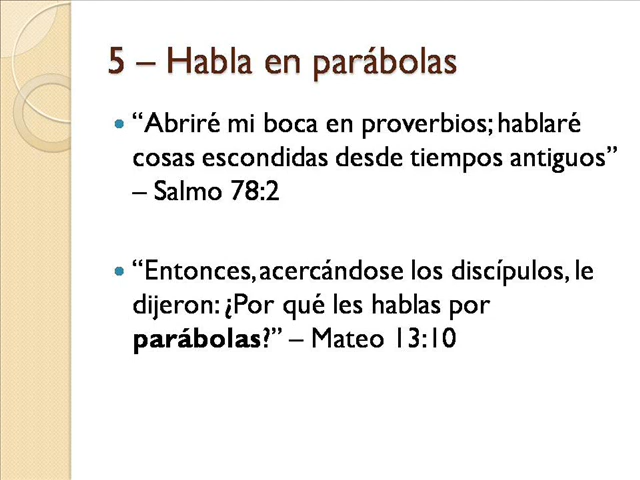 5 – Habla en parábolas
• “Abriré mi boca en proverbios; hablaré
cosas escondidas desde tiempos antiguos”
– Salmo 78:2
• “Entonces, acercándose los discípulos, le
dijeron: ¿Por qué les hablas por
parábolas?” – Mateo 13:10